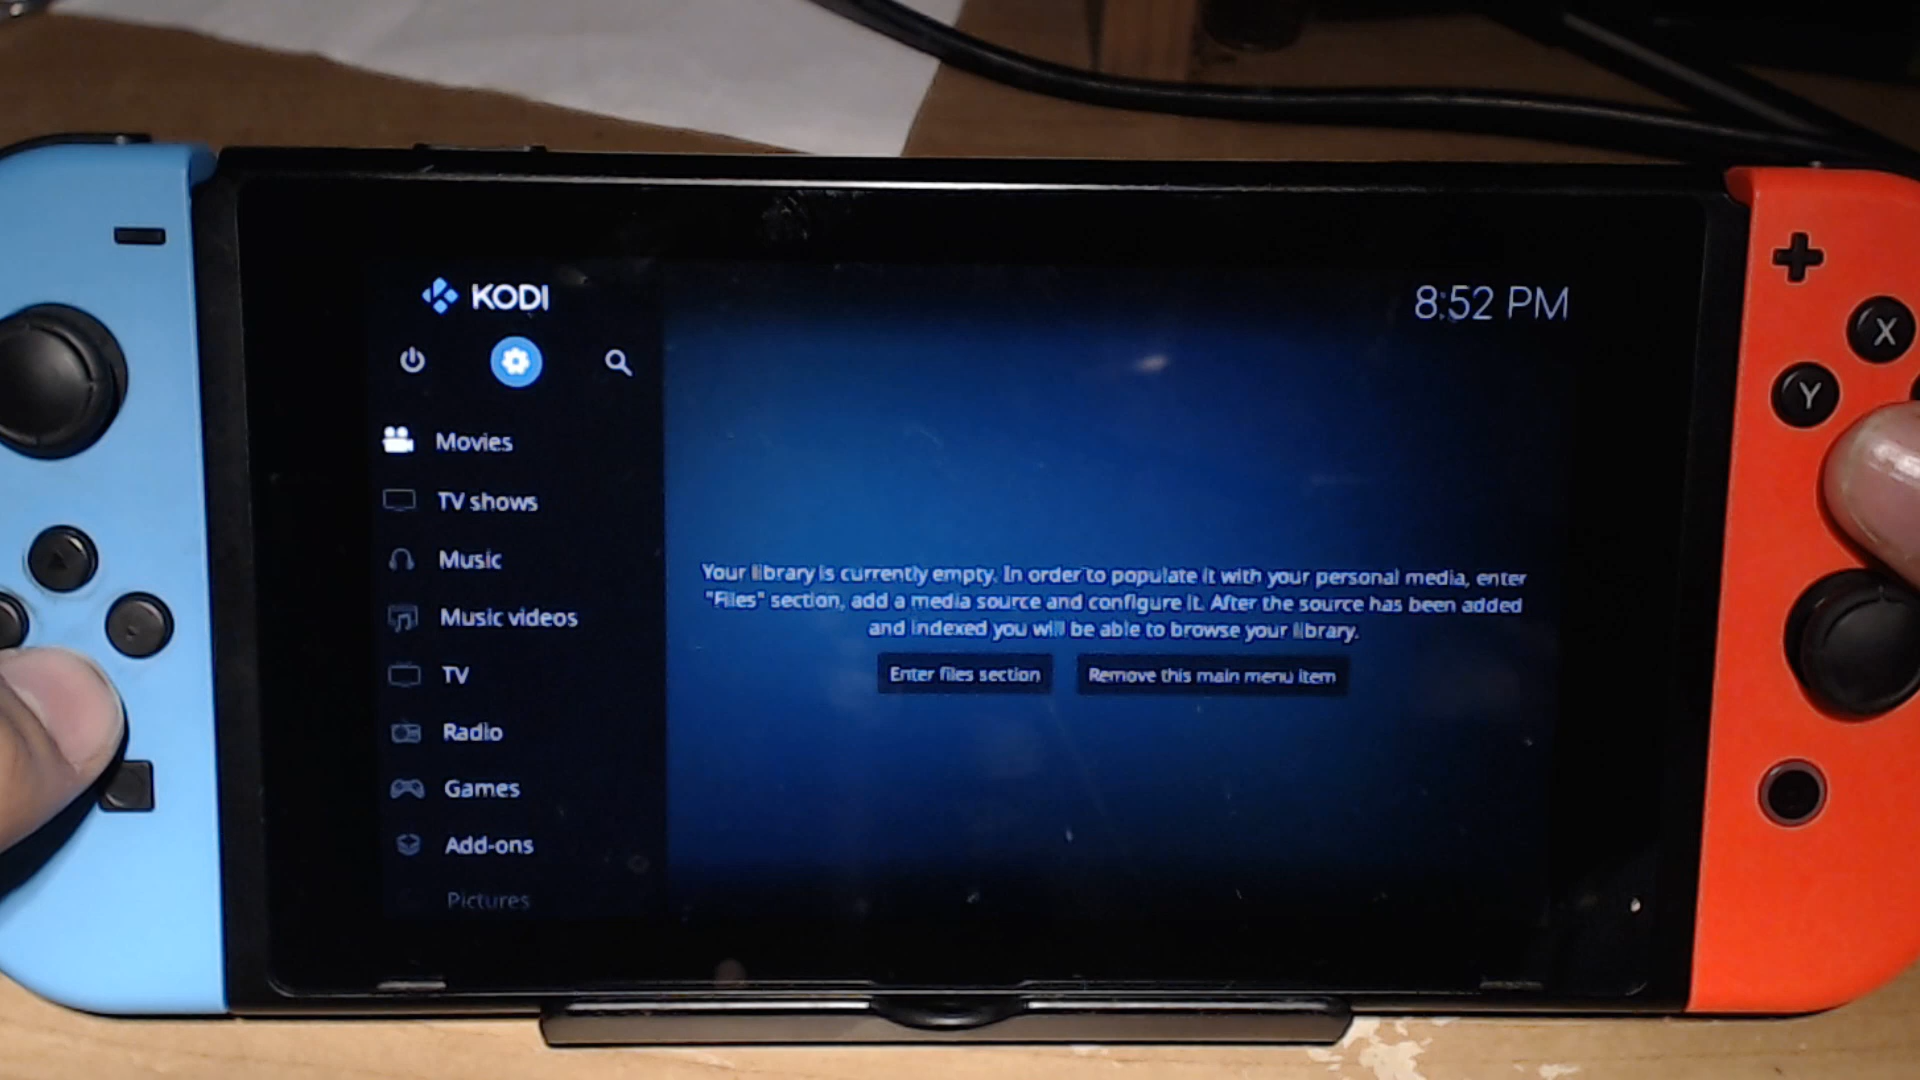 KODI
8:52 PM
Movies
TV shows
Music
Music videos
TV
Radio
Games
Add-ons
Pictures
Your library is currently empty. In order to populate it with your personal media, enter
"Files" section, add a media source and configure it. After the source has been added
and indexed you will be able to browse your library.
Enter files section
Remove this main menu item
X
Y